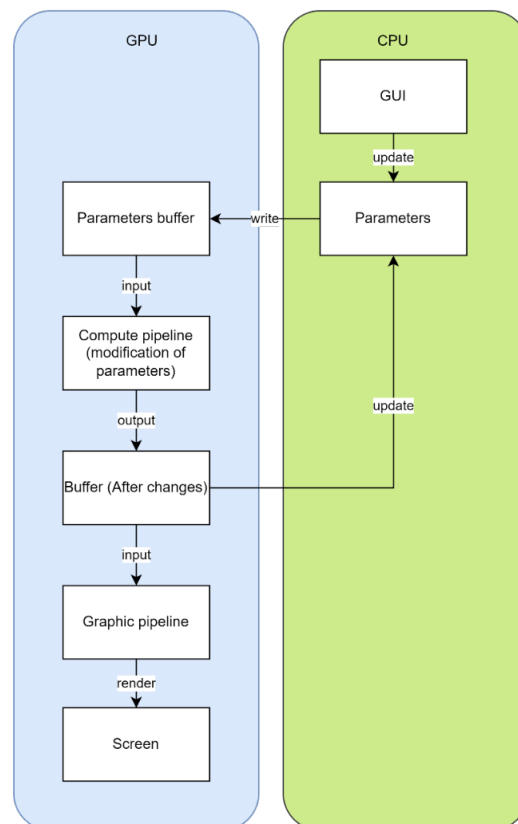 GPU
CPU
GUI
update
Parameters buffer
write
Parameters
input
Compute pipeline
(modification of
parameters)
output
update
Buffer (After changes)
input
Graphic pipeline
render
Screen